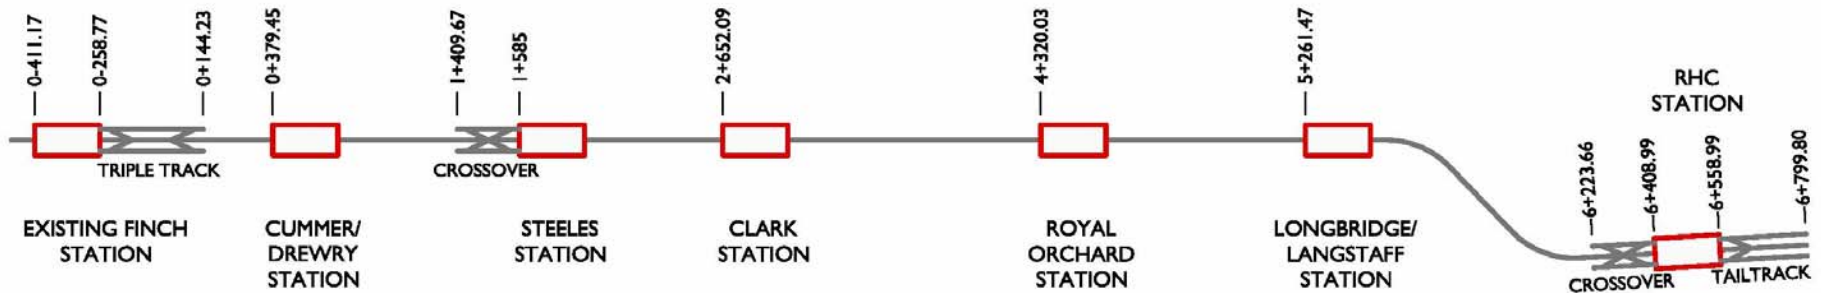 0-411.17
0-258.77
0+144.23
0+379.45
1+409.67
1+585
2+652.09
4+320.03
5+261.47
6+223.66
6+408.99
6+558.99
6+799.80
RHC
STATION
TRIPLE TRACK
CROSSOVER
CROSSOVER
TAILTRACK
EXISTING FINCH
STATION
CUMMER/
DREWRY
STATION
STEELES
STATION
CLARK
STATION
ROYAL
ORCHARD
STATION
LONGBRIDGE/
LANGSTAFF
STATION